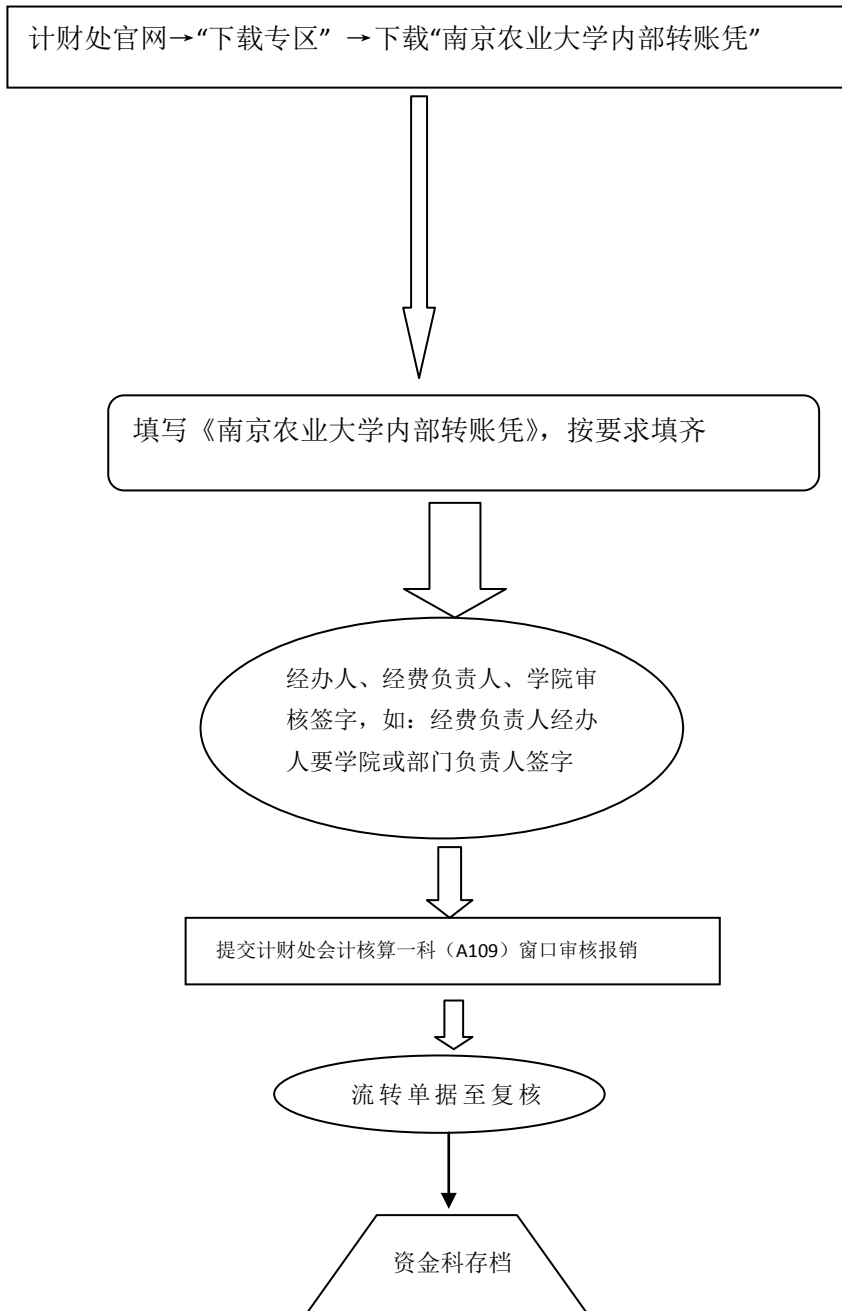 计财处官网→“下载专区” →下载“南京农业大学内部转账凭”
填写《南京农业大学内部转账凭》，按要求填齐
经办人、经费负责人、学院审
核签字，如：经费负责人经办
人要学院或部门负责人签字
提交计财处会计核算一科（A109）窗口审核报销
流转单据至复核
资金科存档